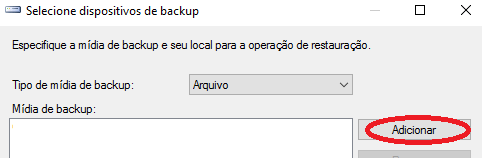 Selecione dispositivos de backup
Especifique a mídia de backup e seu local para a operação de restauração.
Tipo de mídia de backup: Arquivo
Mídia de backup:
Adicionar